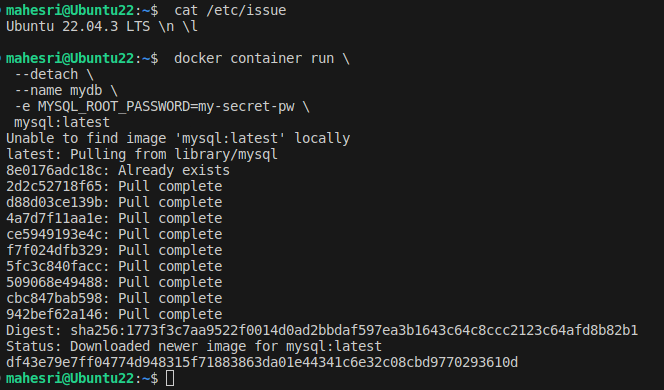 mahesri@Ubuntu22:~$  cat /etc/issue
Ubuntu 22.04.3 LTS \n \l
mahesri@Ubuntu22:~$  docker container run \
 --detach \
 --name mydb \
 -e MYSQL_ROOT_PASSWORD=my-secret-pw \
 mysql:latest
Unable to find image 'mysql:latest' locally
latest: Pulling from library/mysql
8e0176adc18c: Already exists
2d2c52718f65: Pull complete
d88d03ce139b: Pull complete
4a7d7f11aa1e: Pull complete
ce5949193e4c: Pull complete
f7f024dfb329: Pull complete
5fc3c840facc: Pull complete
509068e49488: Pull complete
cbc847bab598: Pull complete
942bef62a146: Pull complete
Digest: sha256:1773f3c7aa9522f0014d0ad2bbdaf597ea3b1643c64c8ccc2123c64afd8b82b1
Status: Downloaded newer image for mysql:latest
df43e79e7ff04774d948315f71883863da01e44341c6e32c08cbd9770293610d
mahesri@Ubuntu22:~$